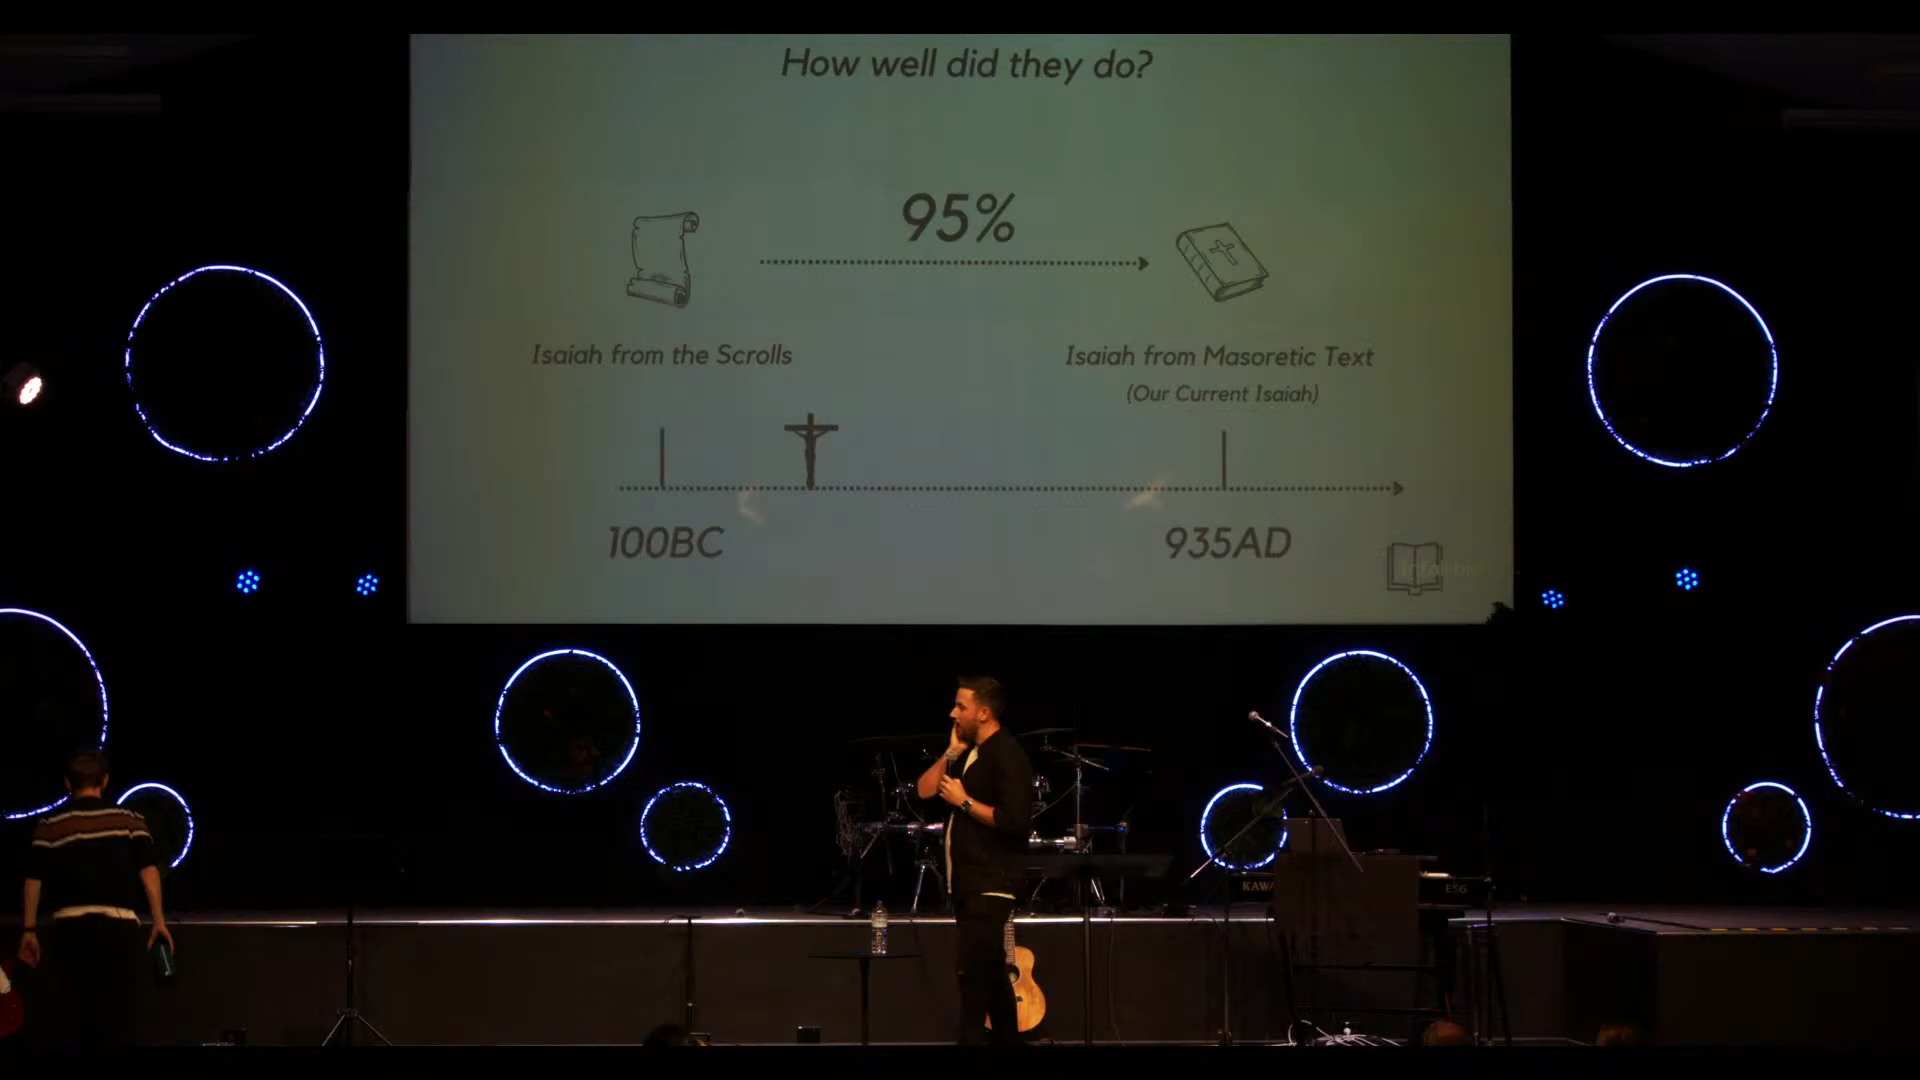 How well did they do?
95%
Isaiah from the Scrolls
Isaiah from Masoretic Text
(Our Current Isaiah)
100BC
935AD
ES6